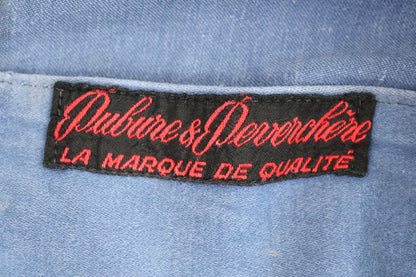 Dubure & Deverchère
LA MARQUE DE QUALITÉ